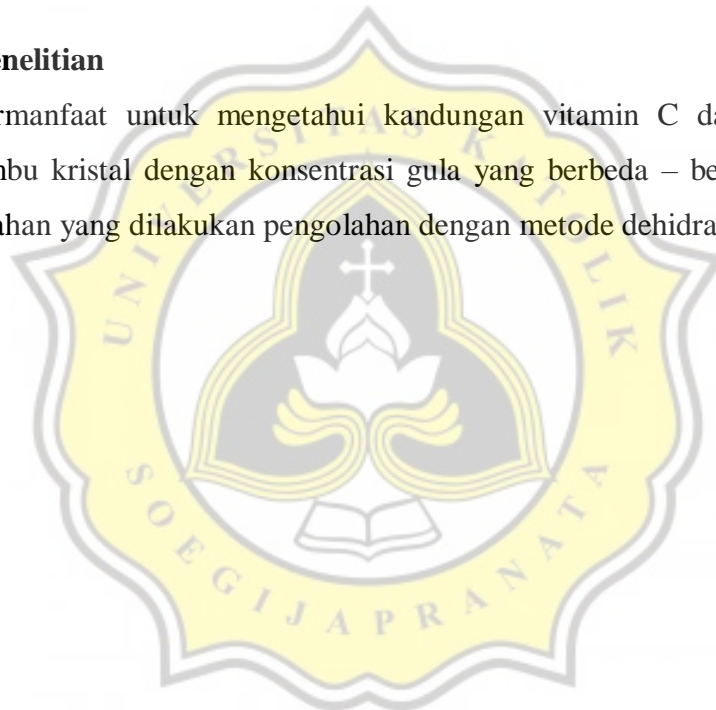 enelitian
rmanfaat untuk mengetahui kandungan vitamin C da
nbu kristal dengan konsentrasi gula yang berbeda – be
ahan yang dilakukan pengolahan dengan metode dehidra
UNIVERSITAS KATOLIK
SOEGIJAPRANATA